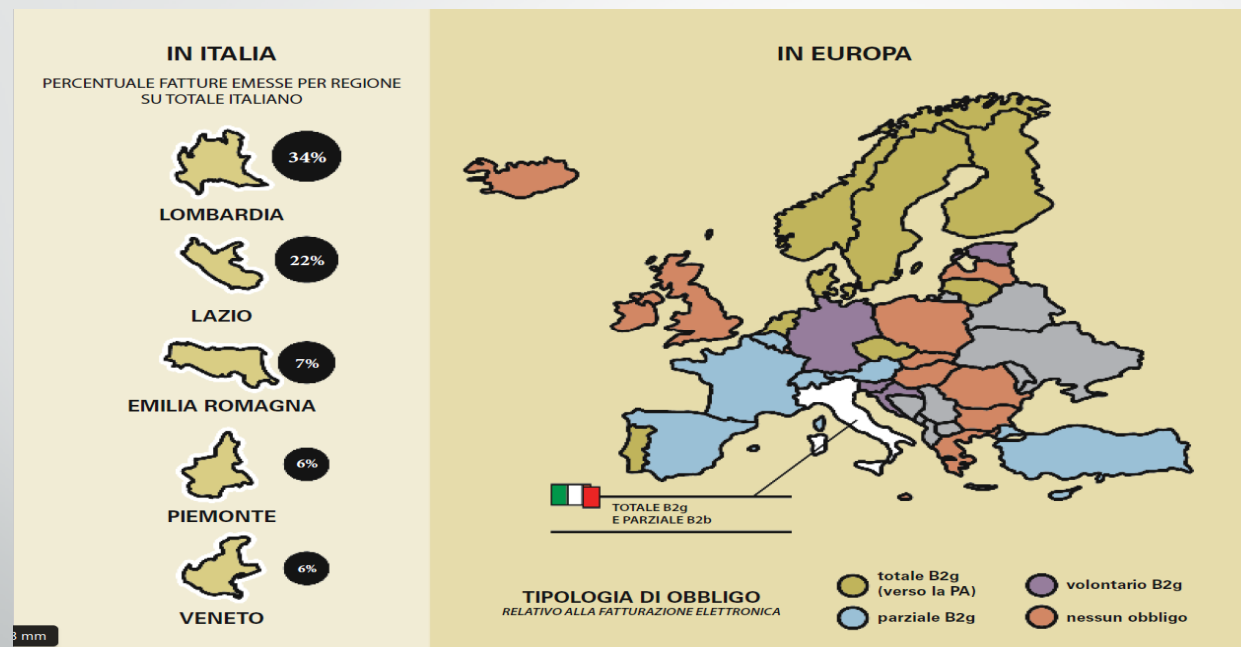 IN ITALIA
PERCENTUALE FATTURE EMESSE PER REGIONE
SU TOTALE ITALIANO
34%
LOMBARDIA
22%
LAZIO
7%
EMILIA ROMAGNA
6%
PIEMONTE
6%
VENETO
3 mm
IN EUROPA
TOTALE B2g
E PARZIALE B2b
TIPOLOGIA DI OBBLIGO
RELATIVO ALLA FATTURAZIONE ELETTRONICA
totale B2g
(verso la PA)
parziale B2g
volontario B2g
nessun obbligo